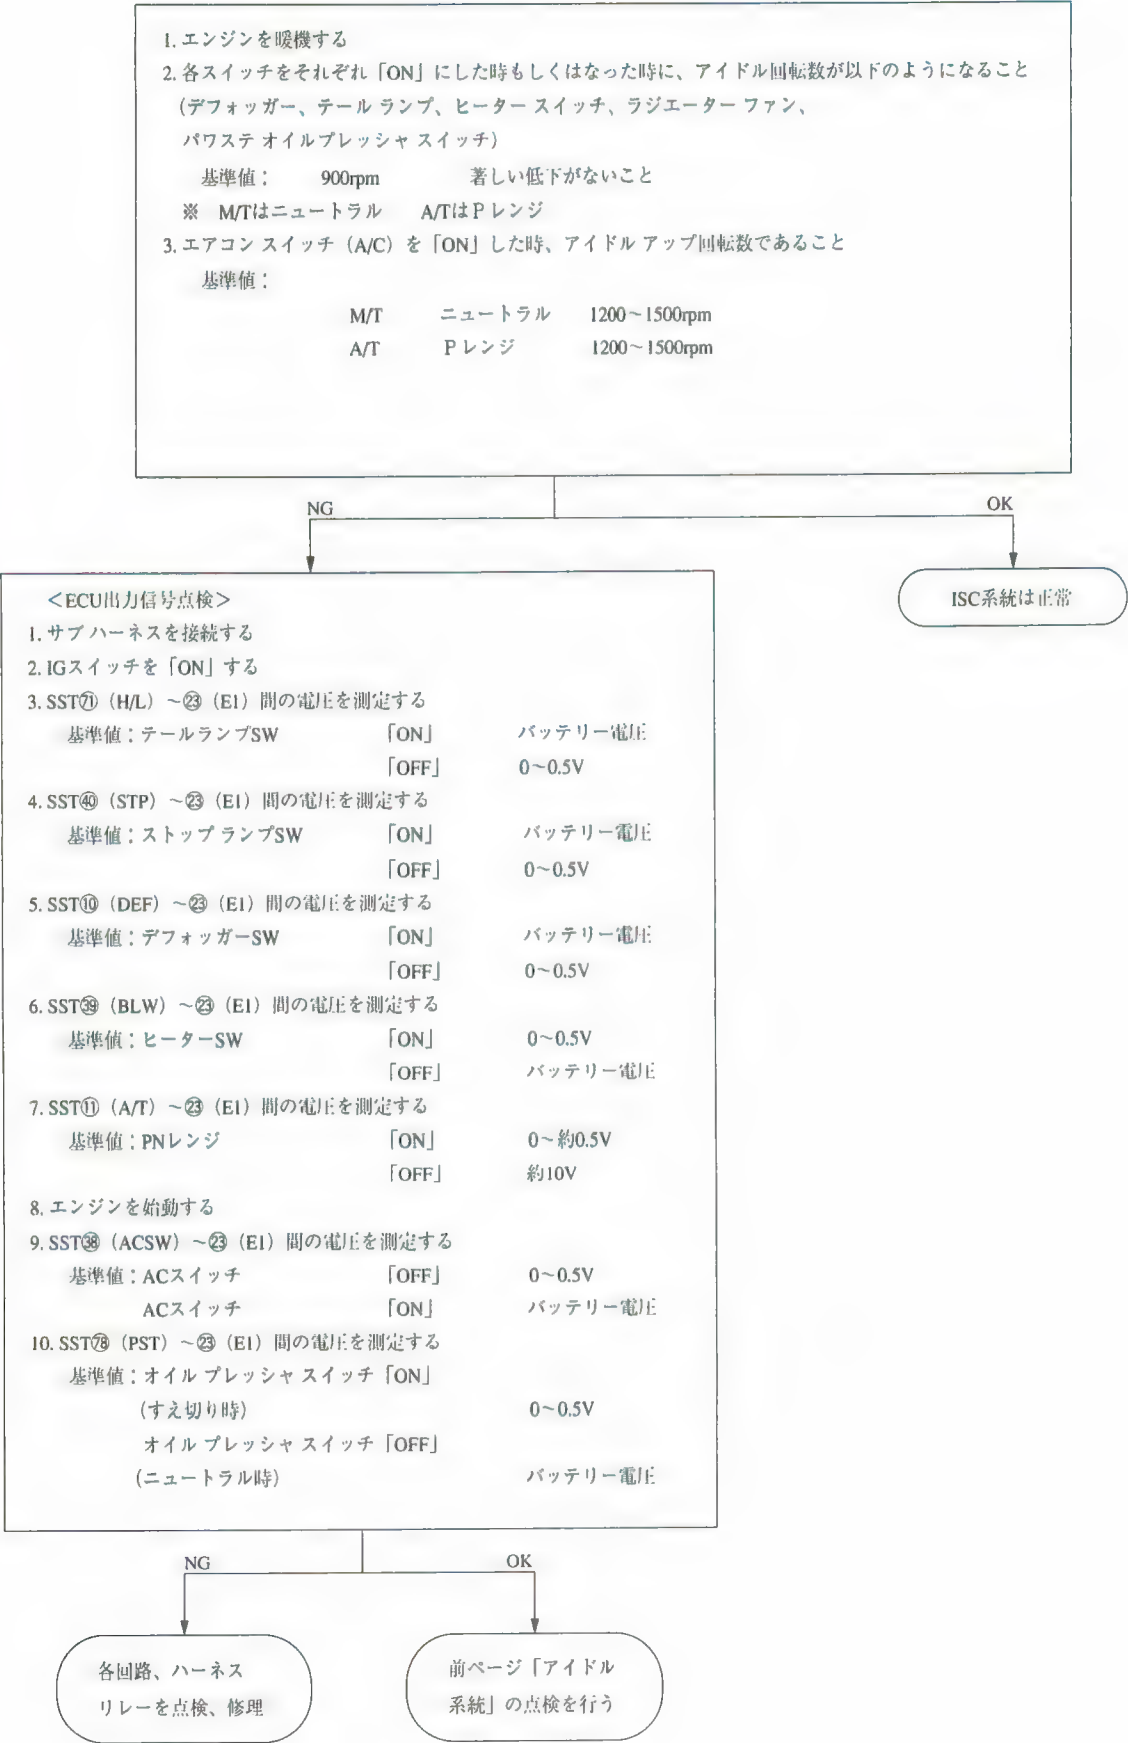 1. エンジンを暖機する
2. 各スイッチをそれぞれ「ON」にした時もしくはなった時に、アイドル回転数が以下のようになること
(デフォッガー、テール ランプ、ヒーター スイッチ、ラジエーター ファン、
パワステ オイルプレッシャ スイッチ)
基準値： 900rpm 著しい低下がないこと
※ M/Tはニュートラル A/TはPレンジ
3. エアコン スイッチ（A/C）を「ON」した時、アイドル アップ回転数であること
基準値：
M/T ニュートラル 1200~1500rpm
A/T Pレンジ 1200~1500rpm
NG OK
ISC系統は正常
＜ECU出力信号点検＞
1. サブ ハーネスを接続する
2. IGスイッチを「ON」する
3. SST㋆（H/L）~㉓（E1）間の電圧を測定する
基準値：テールランプSW 「ON」 バッテリー電圧
「OFF」 0~0.5V
4. SST㊵（STP）~㉓（E1）間の電圧を測定する
基準値：ストップ ランプSW 「ON」 バッテリー電圧
「OFF」 0~0.5V
5. SST⑩（DEF）~㉓（E1）間の電圧を測定する
基準値：デフォッガーSW 「ON」 バッテリー電圧
「OFF」 0~0.5V
6. SST㊴（BLW）~㉓（E1）間の電圧を測定する
基準値：ヒーターSW 「ON」 0~0.5V
「OFF」 バッテリー電圧
7. SST⑪（A/T）~㉓（E1）間の電圧を測定する
基準値：PNレンジ 「ON」 0~約0.5V
「OFF」 約10V
8. エンジンを始動する
9. SST㊳（ACSW）~㉓（E1）間の電圧を測定する
基準値：ACスイッチ 「OFF」 0~0.5V
ACスイッチ 「ON」 バッテリー電圧
10. SST78（PST）~㉓（E1）間の電圧を測定する
基準値：オイル プレッシャ スイッチ「ON」
(すえ切り時) 0~0.5V
オイル プレッシャ スイッチ「OFF」
(ニュートラル時) バッテリー電圧
NG OK
各回路、ハーネス
リレーを点検、修理
前ページ「アイドル
系統」の点検を行う